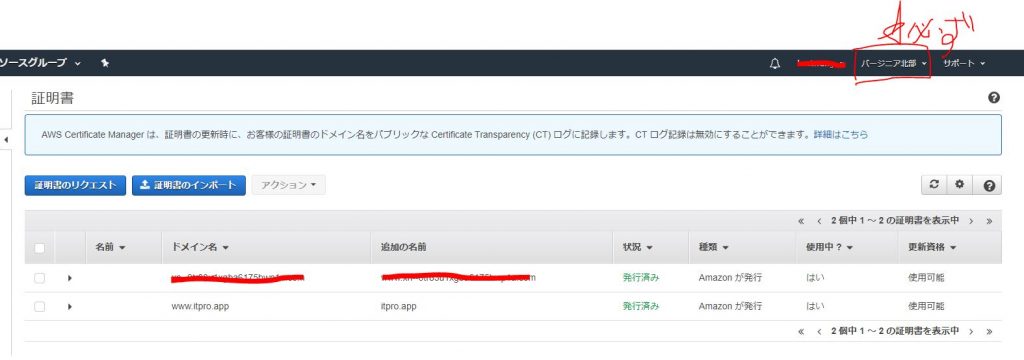 必ず
ソースグループ バージニア北部 サポート
証明書
AWS Certificate Manager は、証明書の更新時に、お客様の証明書のドメイン名をパブリックな Certificate Transparency (CT) ログに記録します。CT ログ記録は無効にすることができます。詳細はこちら
証明書のリクエスト 証明書のインポート アクション
« ‹ 2 個中 1 ～ 2 の証明書を表示中 › »
名前 ドメイン名 追加の名前 状況 種類 使用中？ 更新資格
発行済み Amazon が発行 はい 使用可能
www.itpro.app itpro.app 発行済み Amazon が発行 はい 使用可能
« ‹ 2 個中 1 ～ 2 の証明書を表示中 › »